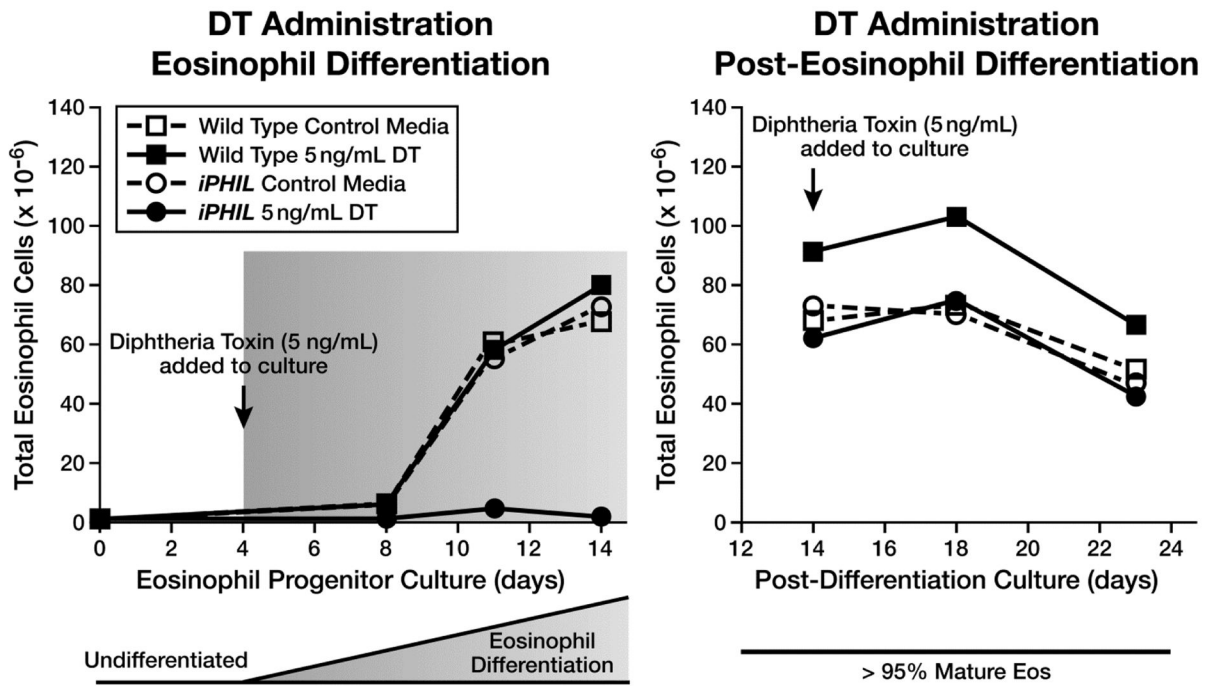 DT Administration
Eosinophil Differentiation
Total Eosinophil Cells (x 10-6)
140
120
100
80
60
40
20
0
Wild Type Control Media
Wild Type 5 ng/mL DT
iPHIL Control Media
iPHIL 5 ng/mL DT
Diphtheria Toxin (5 ng/mL)
added to culture
0 2 4 6 8 10 12 14
Eosinophil Progenitor Culture (days)
Undifferentiated
Eosinophil
Differentiation
DT Administration
Post-Eosinophil Differentiation
Total Eosinophil Cells (x 10-6)
140
120
100
80
60
40
20
0
Diphtheria Toxin (5 ng/mL)
added to culture
12 14 16 18 20 22 24
Post-Differentiation Culture (days)
> 95% Mature Eos